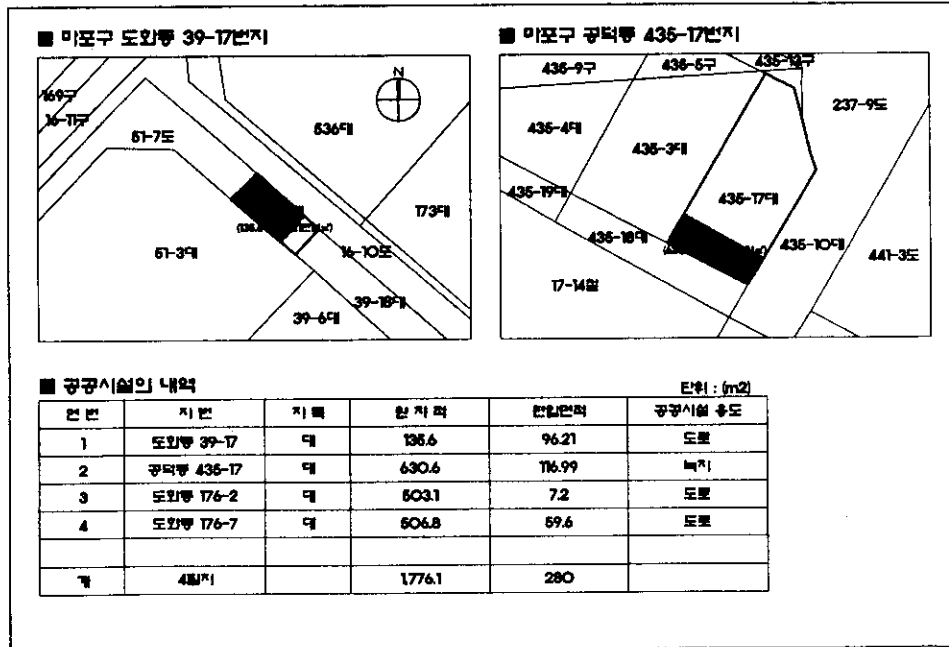 ■ 마포구 도화동 39-17번지
■ 마포구 공덕동 435-17번지
169구
16-11구
51-7도
N
536대
173대
51-3대
16-10도
39-18대
39-6대
435-9구
435-5구
435-12구
237-9도
435-4대
435-3대
435-19대
435-17대
435-18대
435-10대
441-3도
17-14철
■ 공공시설의 내역
단위 : (m2)
연 번 지 번 지 목 원 지 적 편입면적 공공시설 용도
1 도화동 39-17 대 135.6 96.21 도로
2 공덕동 435-17 대 630.6 116.99 녹지
3 도화동 176-2 대 503.1 7.2 도로
4 도화동 176-7 대 506.8 59.6 도로
계 4필지 1,776.1 280